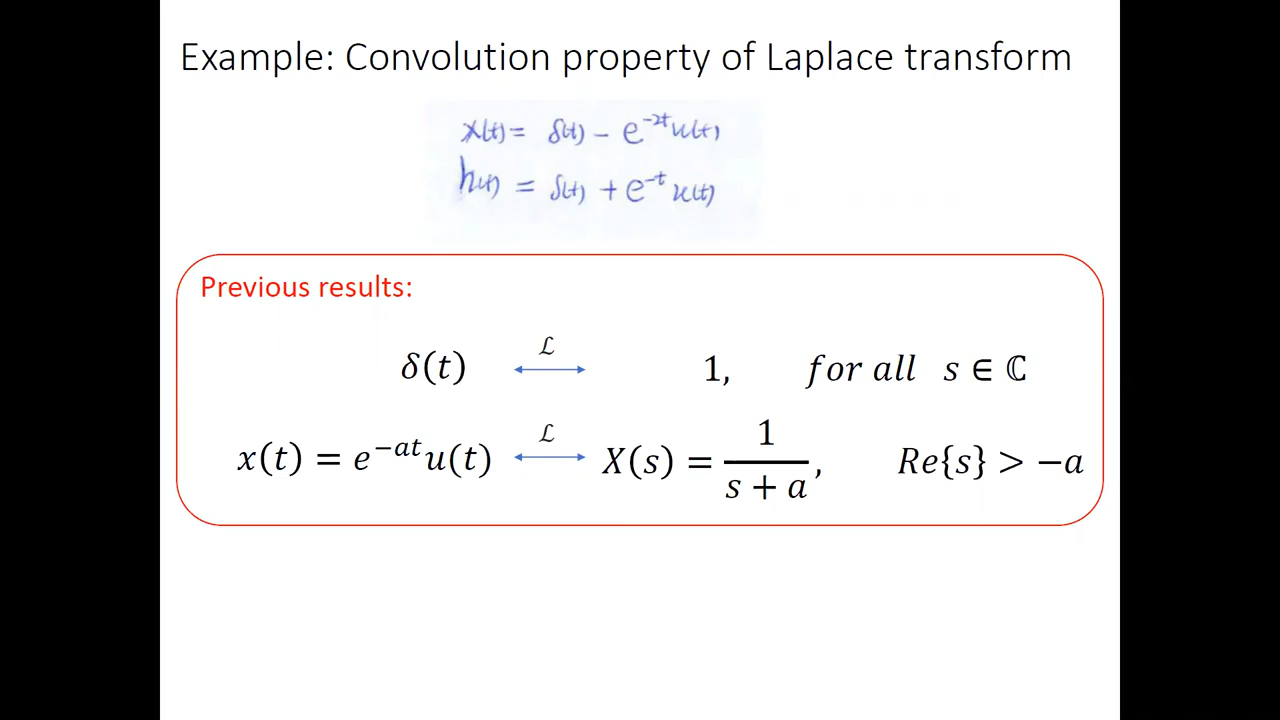 Example: Convolution property of Laplace transform
x(t) = δ(t) − e^{-2t}u(t)
h(t) = δ(t) + e^{-t} u(t)
Previous results:
δ(t) ⟷ℒ 1, for all s ∈ ℂ
x(t) = e^{-at}u(t) ⟷ℒ X(s) = 1/(s + a), Re{s} > −a